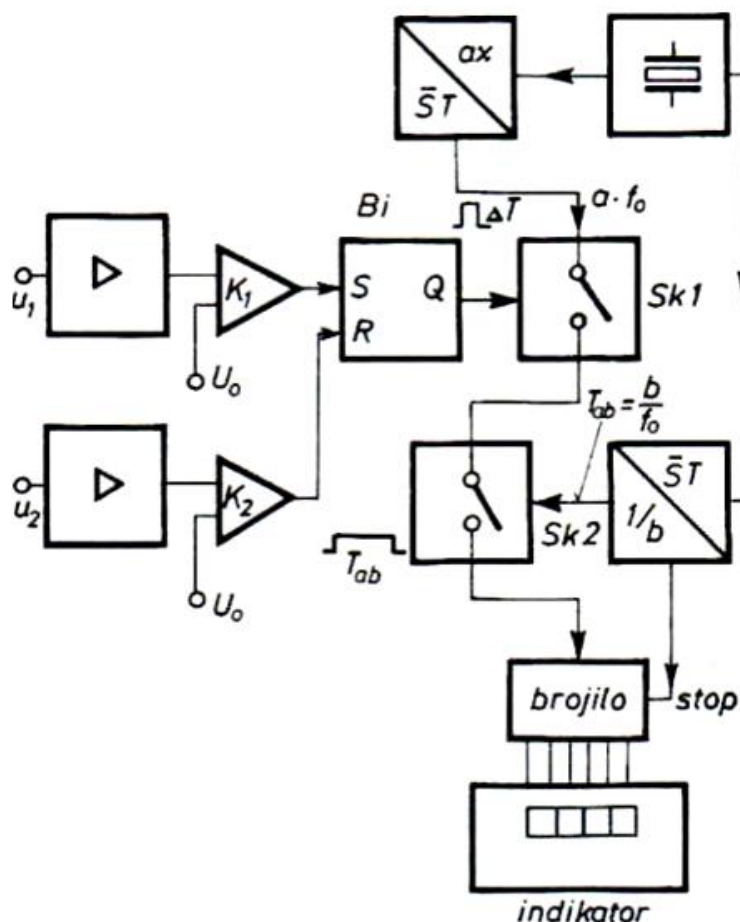 ax
S̄T
Bi
ΔT
a·f₀
u₁
K₁
S Q
R
Sk1
U₀
T_ab = b/f₀
u₂
K₂
S̄T
1/b
Sk2
T_ab
U₀
brojilo
stop
indikator